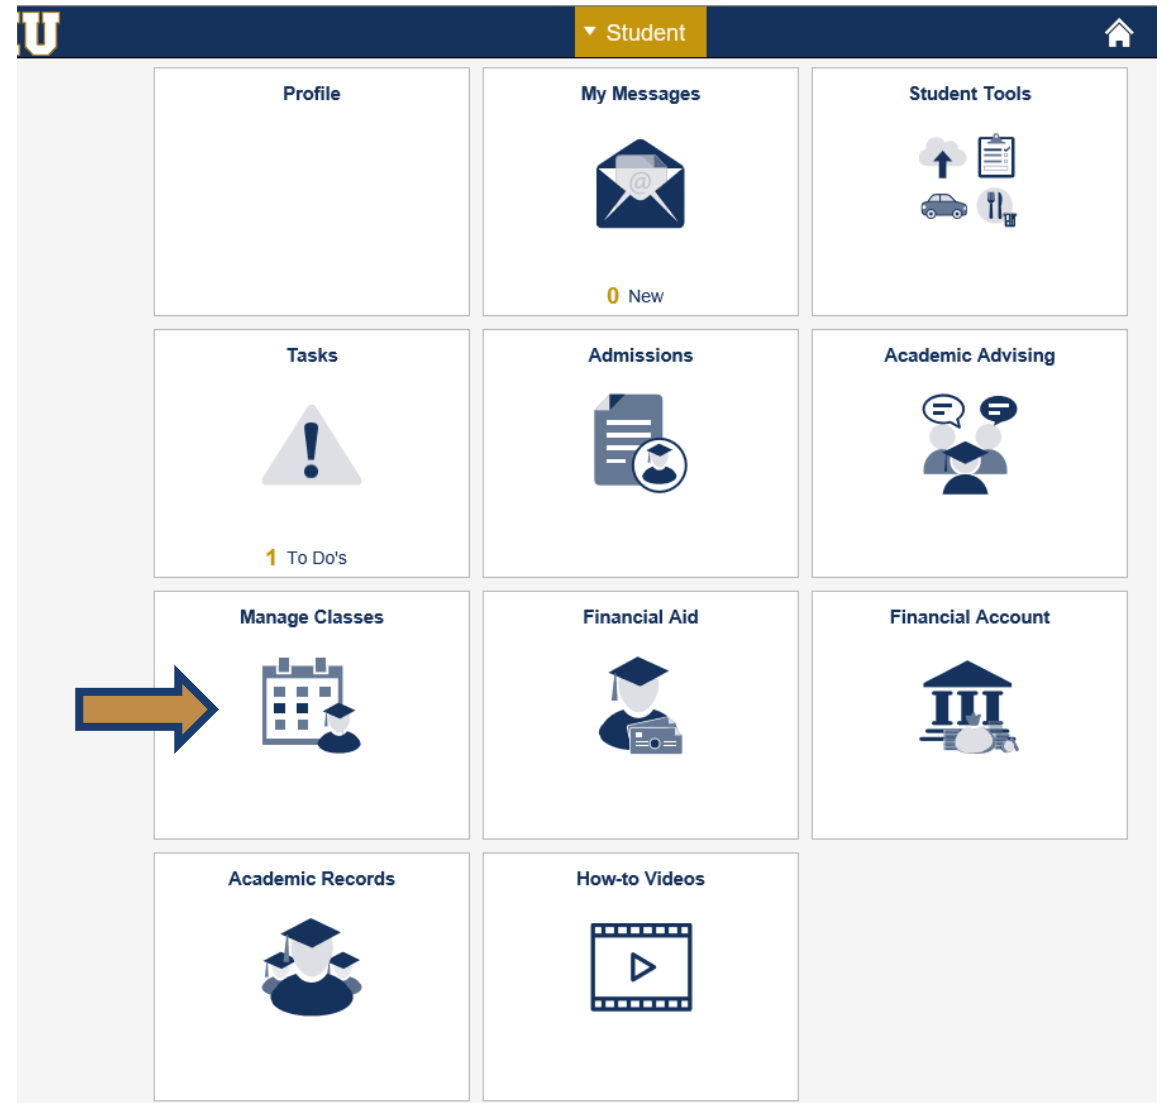 U
Student
Profile
My Messages
Student Tools
@
0 New
Tasks
Admissions
Academic Advising
1 To Do's
Manage Classes
Financial Aid
Financial Account
Academic Records
How-to Videos